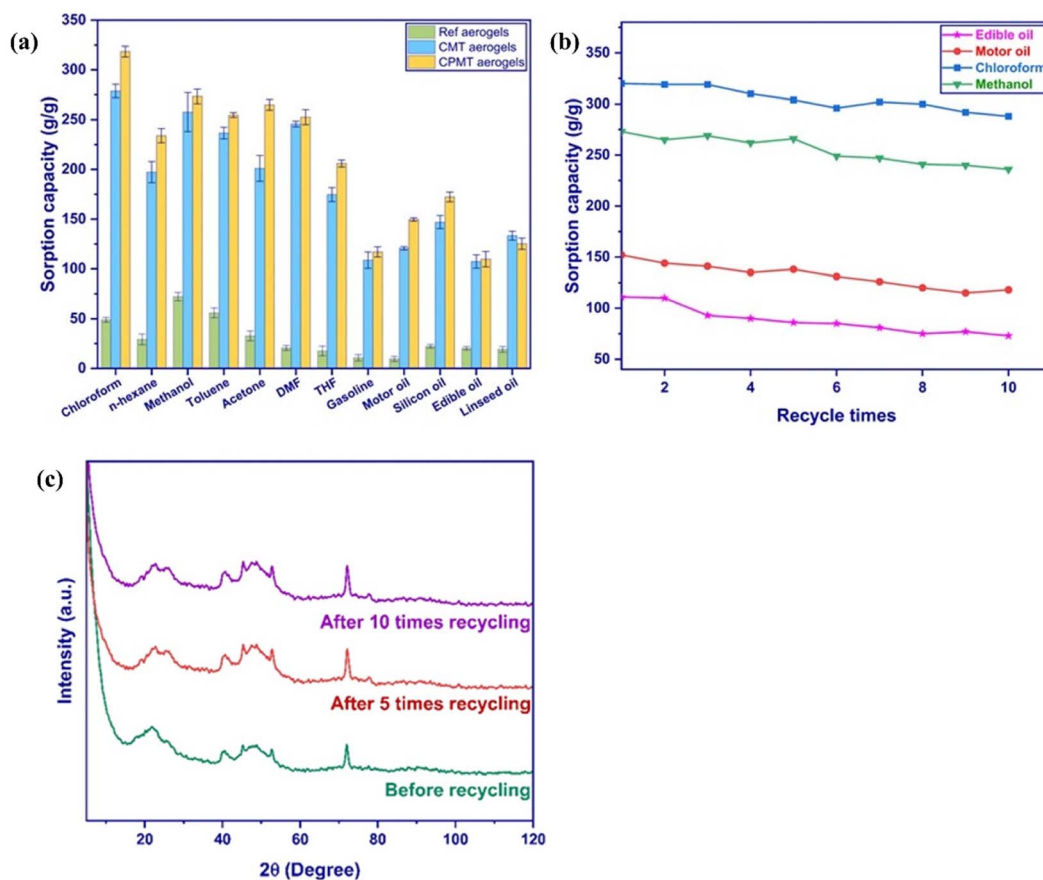 (a)
Sorption capacity (g/g)
350
300
250
200
150
100
50
0
Ref aerogels
CMT aerogels
CPMT aerogels
Chloroform
n-hexane
Methanol
Toluene
Acetone
DMF
THF
Gasoline
Motor oil
Silicon oil
Edible oil
Linseed oil
(b)
Sorption capacity (g/g)
350
300
250
200
150
100
50
Edible oil
Motor oil
Chloroform
Methanol
2
4
6
8
10
Recycle times
(c)
Intensity (a.u.)
After 10 times recycling
After 5 times recycling
Before recycling
20
40
60
80
100
120
2θ (Degree)